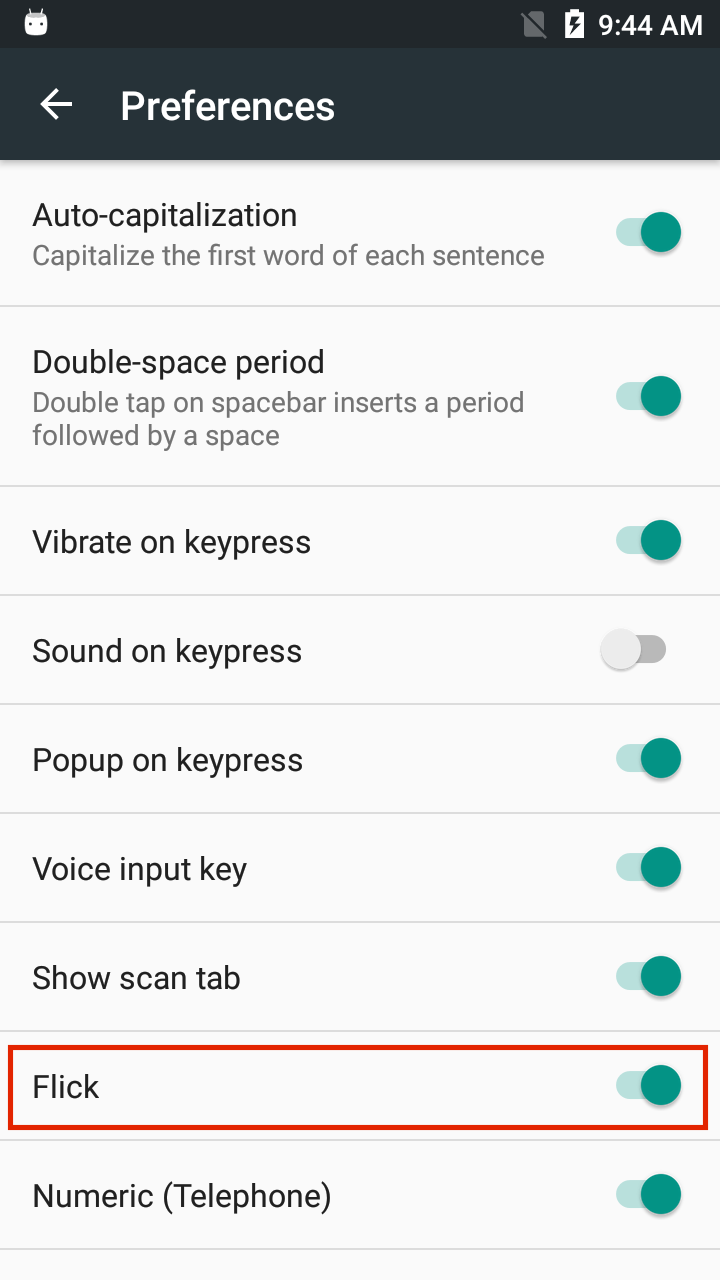 9:44 AM
Preferences
Auto-capitalization
Capitalize the first word of each sentence
Double-space period
Double tap on spacebar inserts a period
followed by a space
Vibrate on keypress
Sound on keypress
Popup on keypress
Voice input key
Show scan tab
Flick
Numeric (Telephone)